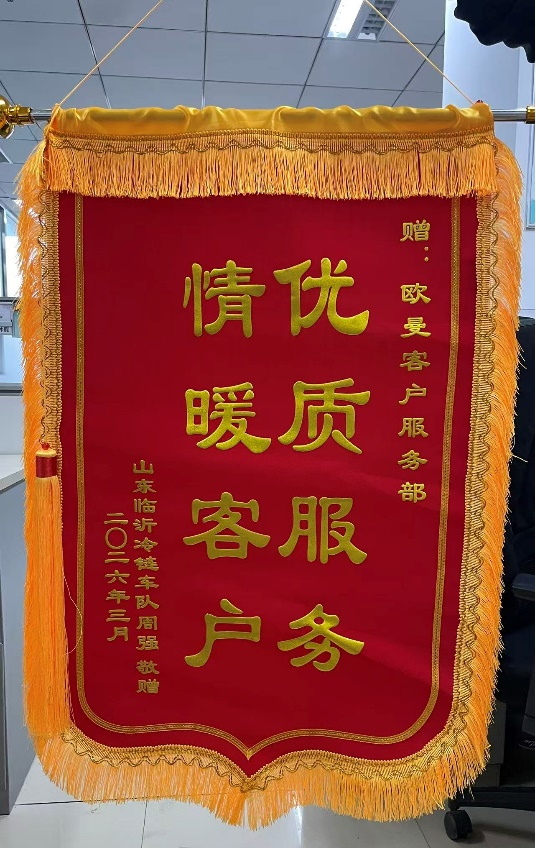 赠：欧曼客户服务部
优质服务
情暖客户
山东临沂冷链车队周强 敬赠
二〇二六年三月